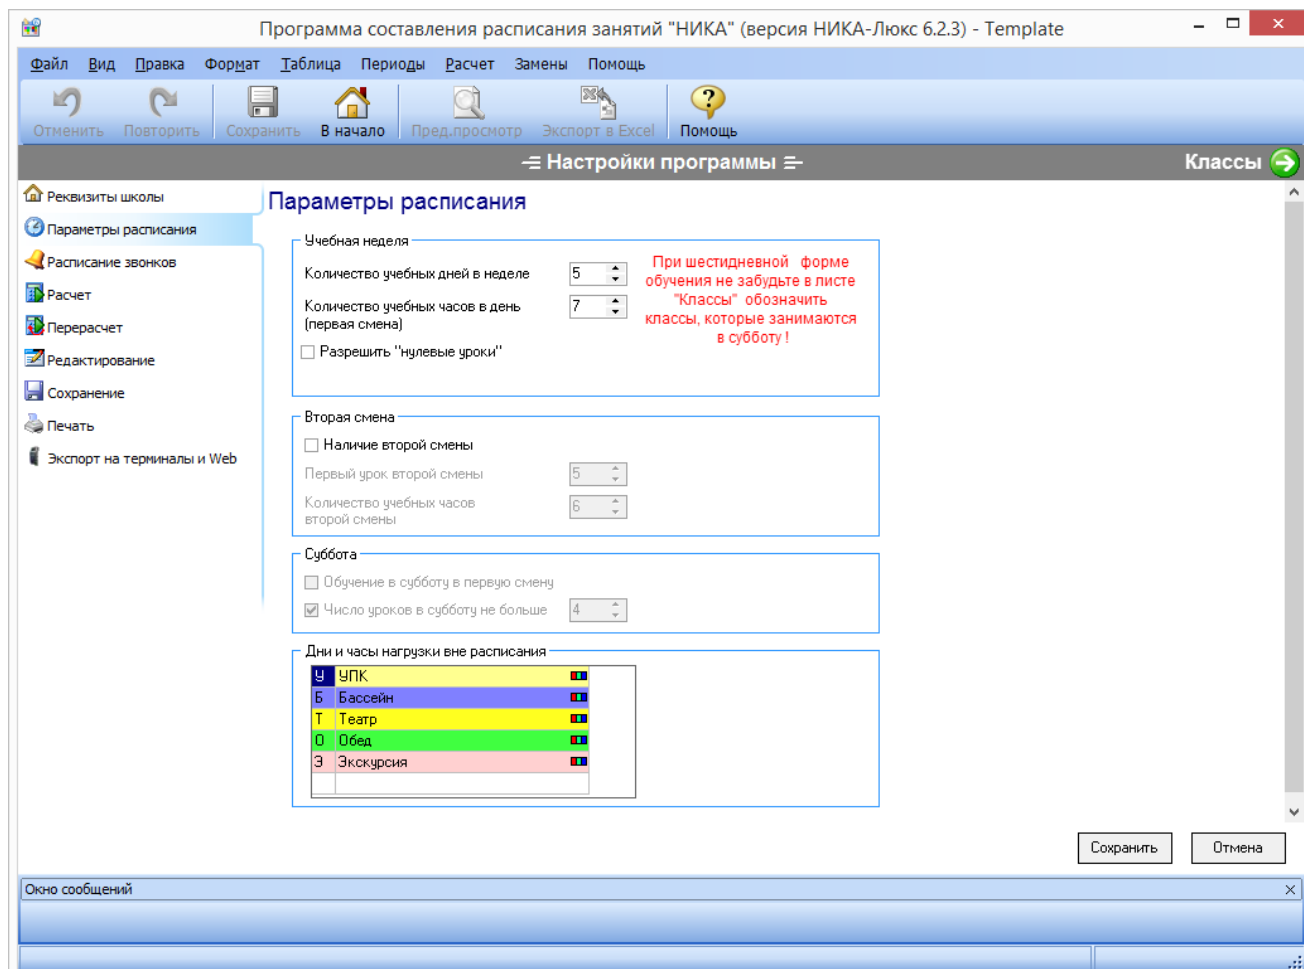 Программа составления расписания занятий "НИКА" (версия НИКА-Люкс 6.2.3) - Template
Файл Вид Правка Формат Таблица Периоды Расчет Замены Помощь
Отменить Повторить Сохранить В начало Пред.просмотр Экспорт в Excel Помощь
Настройки программы
Классы
Реквизиты школы
Параметры расписания
Расписание звонков
Расчет
Перерасчет
Редактирование
Сохранение
Печать
Экспорт на терминалы и Web
Параметры расписания
Учебная неделя
Количество учебных дней в неделе 5
Количество учебных часов в день 7
(первая смена)
Разрешить "нулевые уроки"
При шестидневной форме
обучения не забудьте в листе
"Классы" обозначить
классы, которые занимаются
в субботу !
Вторая смена
Наличие второй смены
Первый урок второй смены 5
Количество учебных часов 6
второй смены
Суббота
Обучение в субботу в первую смену
Число уроков в субботу не больше 4
Дни и часы нагрузки вне расписания
У УПК
Б Бассейн
Т Театр
О Обед
Э Экскурсия
Сохранить Отмена
Окно сообщений